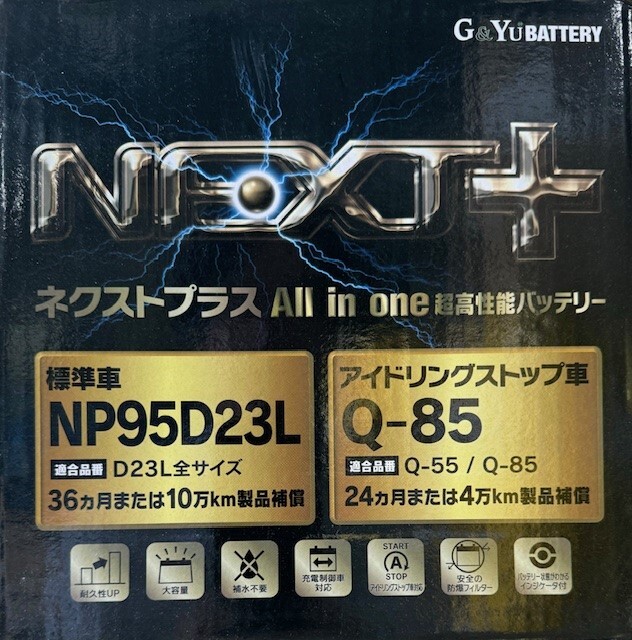 G&Yu BATTERY
NEXT+
ネクストプラス All in one 超高性能バッテリー
標準車
NP95D23L
適合品番 D23L全サイズ
36ヵ月または10万km製品補償
アイドリングストップ車
Q-85
適合品番 Q-55 / Q-85
24ヵ月または4万km製品補償
耐久性UP
大容量
補水不要
充電制御車
対応
START
A
STOP
アイドリングストップ車対応
安全の
防爆フィルター
バッテリー状態がわかる
インジケータ付